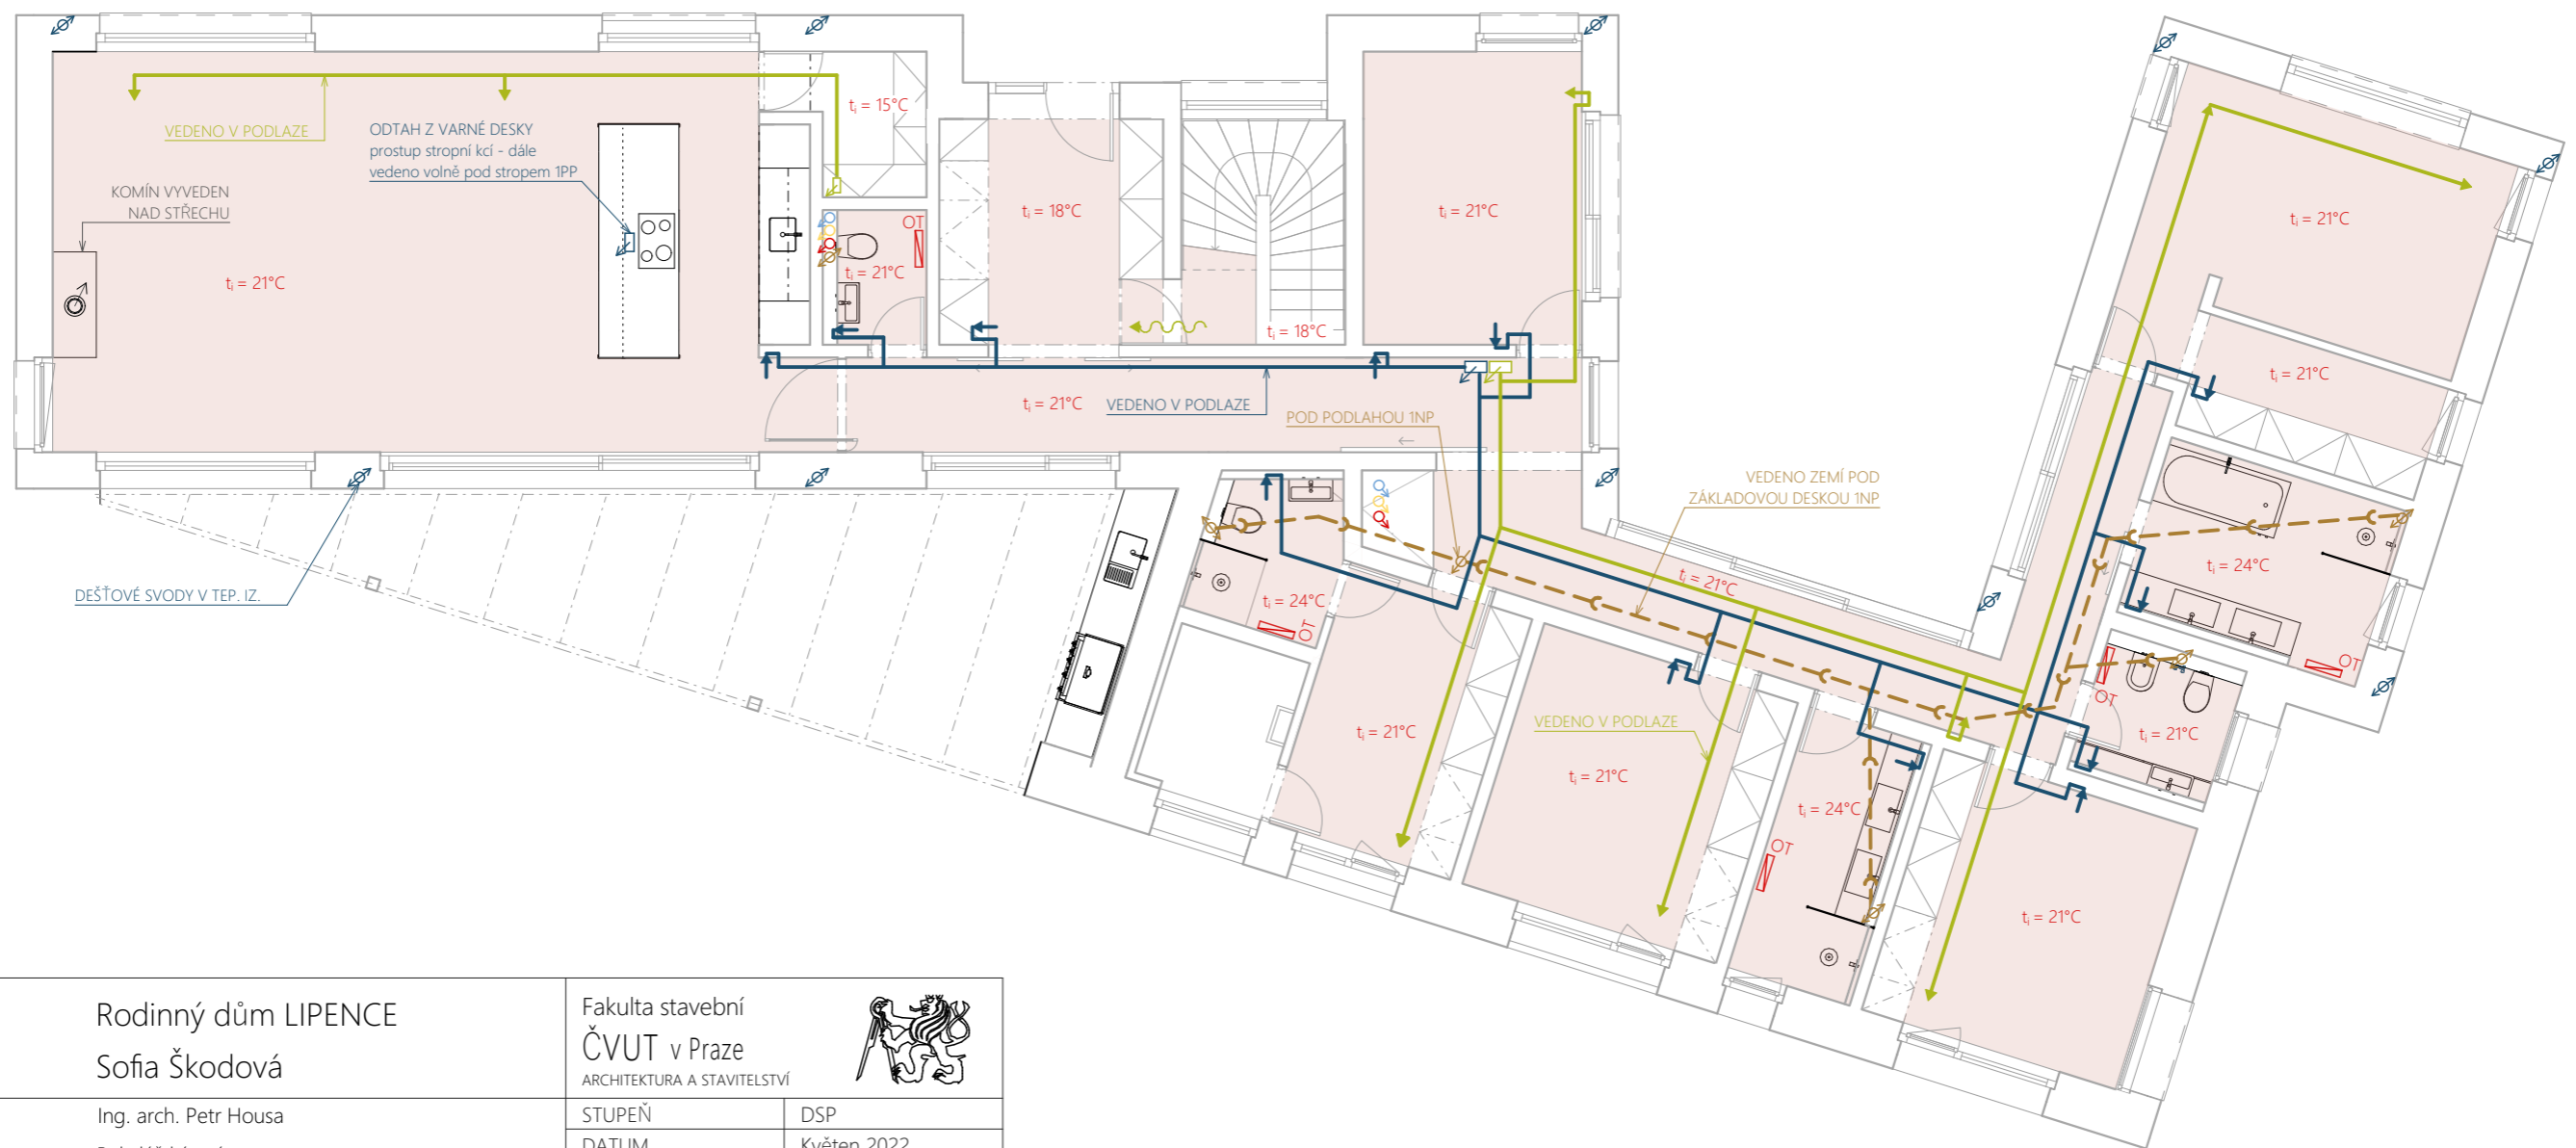 VEDENO V PODLAZE
ODTAH Z VARNÉ DESKY
prostup stropní kcí - dále
vedeno volně pod stropem 1PP
KOMÍN VYVEDEN
NAD STŘECHU
tᵢ = 21°C
tᵢ = 15°C
OT
tᵢ = 21°C
tᵢ = 18°C
tᵢ = 18°C
tᵢ = 21°C
tᵢ = 21°C
tᵢ = 21°C
tᵢ = 21°C
VEDENO V PODLAZE
POD PODLAHOU 1NP
VEDENO ZEMÍ POD
ZÁKLADOVOU DESKOU 1NP
DEŠŤOVÉ SVODY V TEP. IZ.
tᵢ = 24°C
OT
tᵢ = 21°C
tᵢ = 24°C
OT
OT
tᵢ = 21°C
tᵢ = 21°C
VEDENO V PODLAZE
tᵢ = 21°C
tᵢ = 24°C
OT
tᵢ = 21°C
Rodinný dům LIPENCE
Sofia Škodová
Fakulta stavební
ČVUT v Praze
ARCHITEKTURA A STAVITELSTVÍ
Ing. arch. Petr Housa
STUPEŇ
DSP
DATUM
Květen 2022